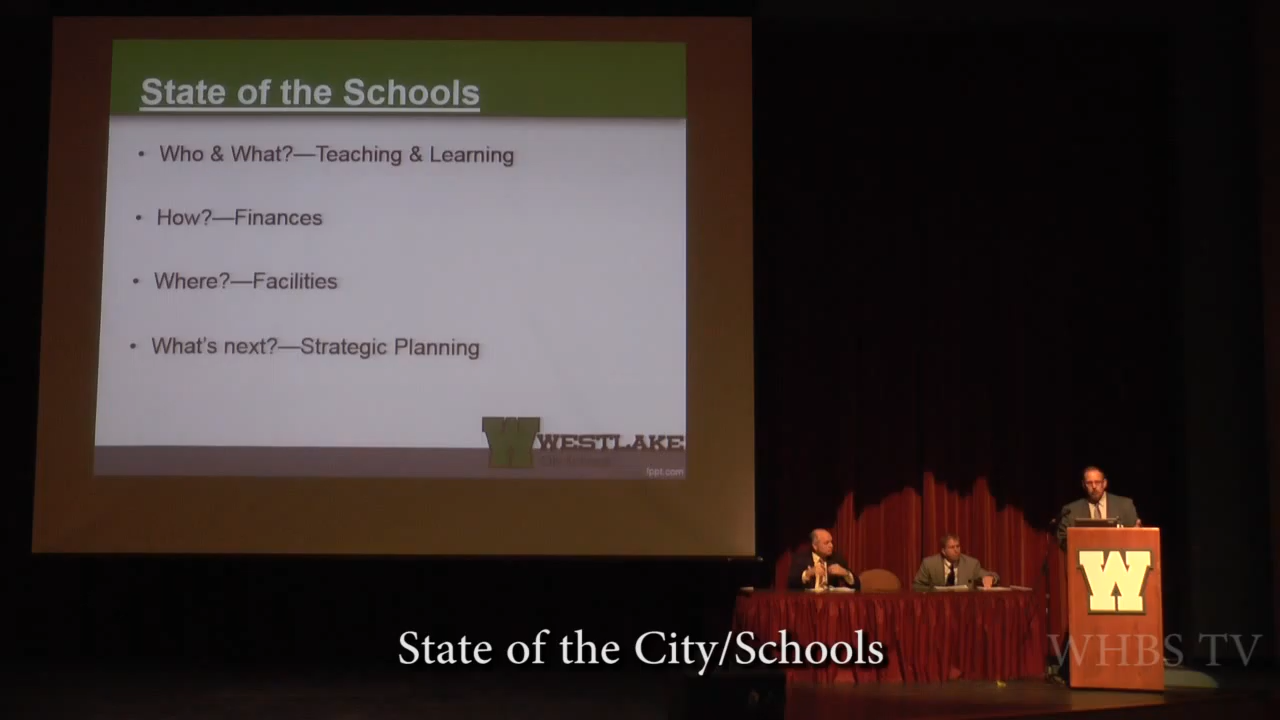 State of the Schools
• Who & What?—Teaching & Learning
• How?—Finances
• Where?—Facilities
• What's next?—Strategic Planning
W WESTLAKE
fppt.com
W
State of the City/Schools
WHBS TV